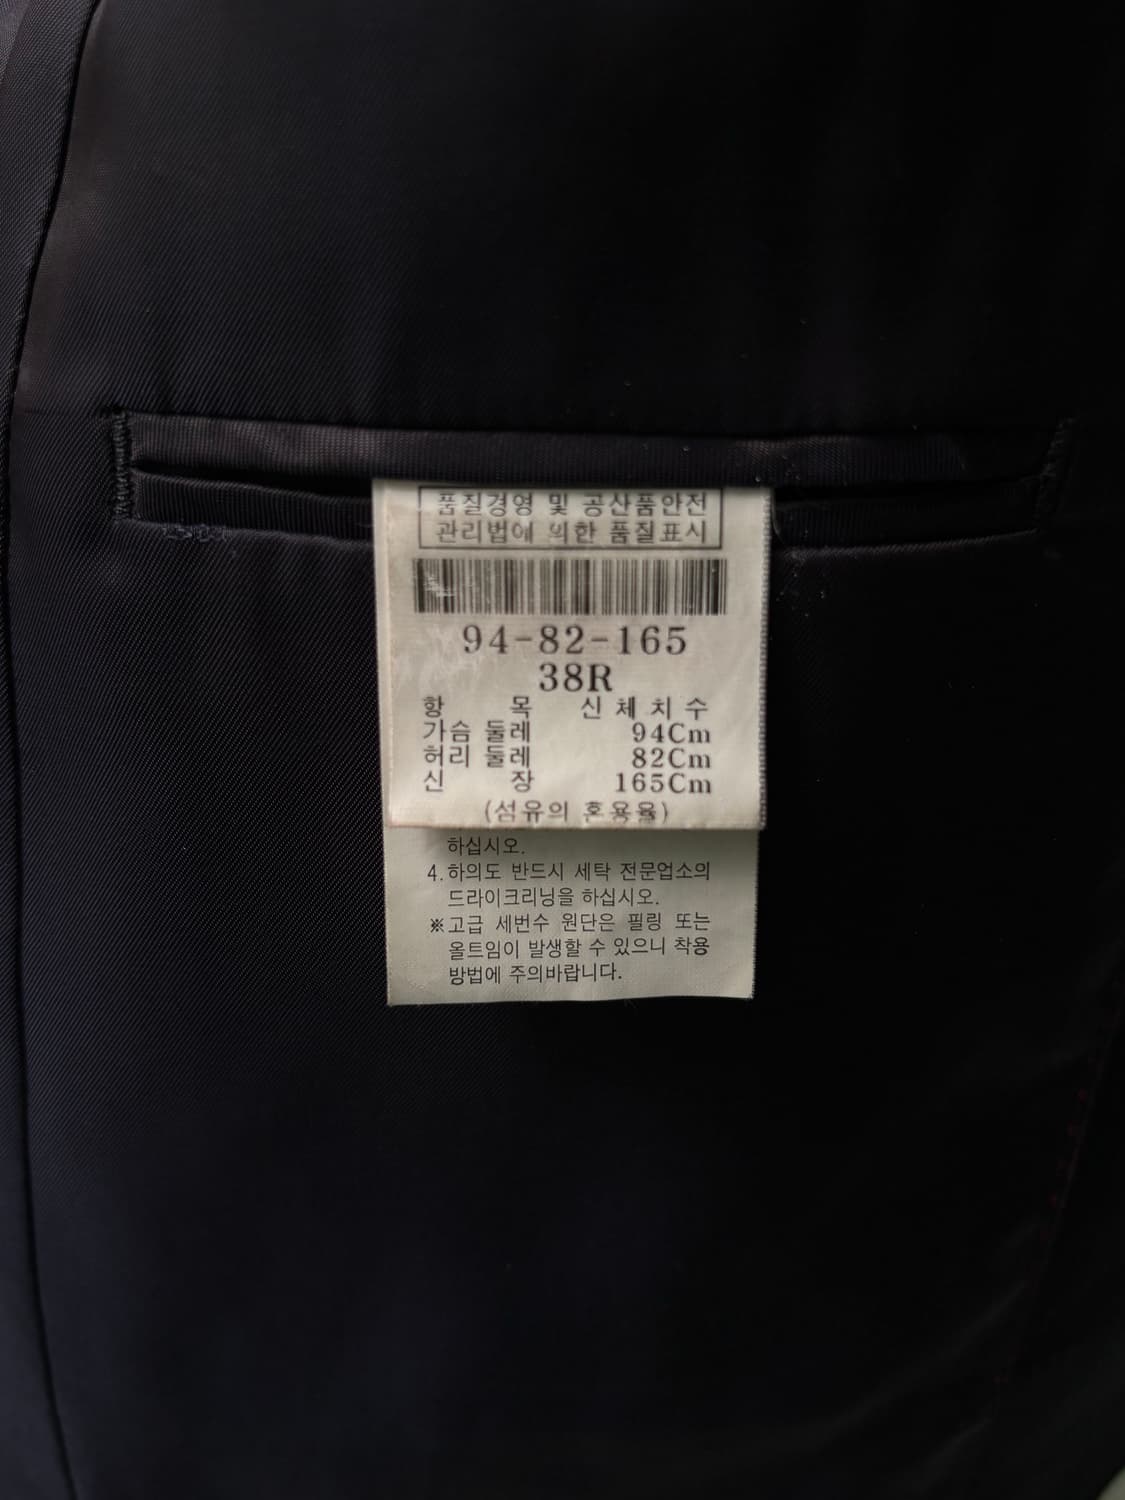 품질경영 및 공산품안전
관리법에 의한 품질표시
94-82-165
38R
항 목 신 체 치 수
가슴 둘레 94Cm
허리 둘레 82Cm
신 장 165Cm
(섬유의 혼용율)
하십시오.
4. 하의도 반드시 세탁 전문업소의
드라이크리닝을 하십시오.
※고급 세번수 원단은 필링 또는
올트임이 발생할 수 있으니 착용
방법에 주의바랍니다.